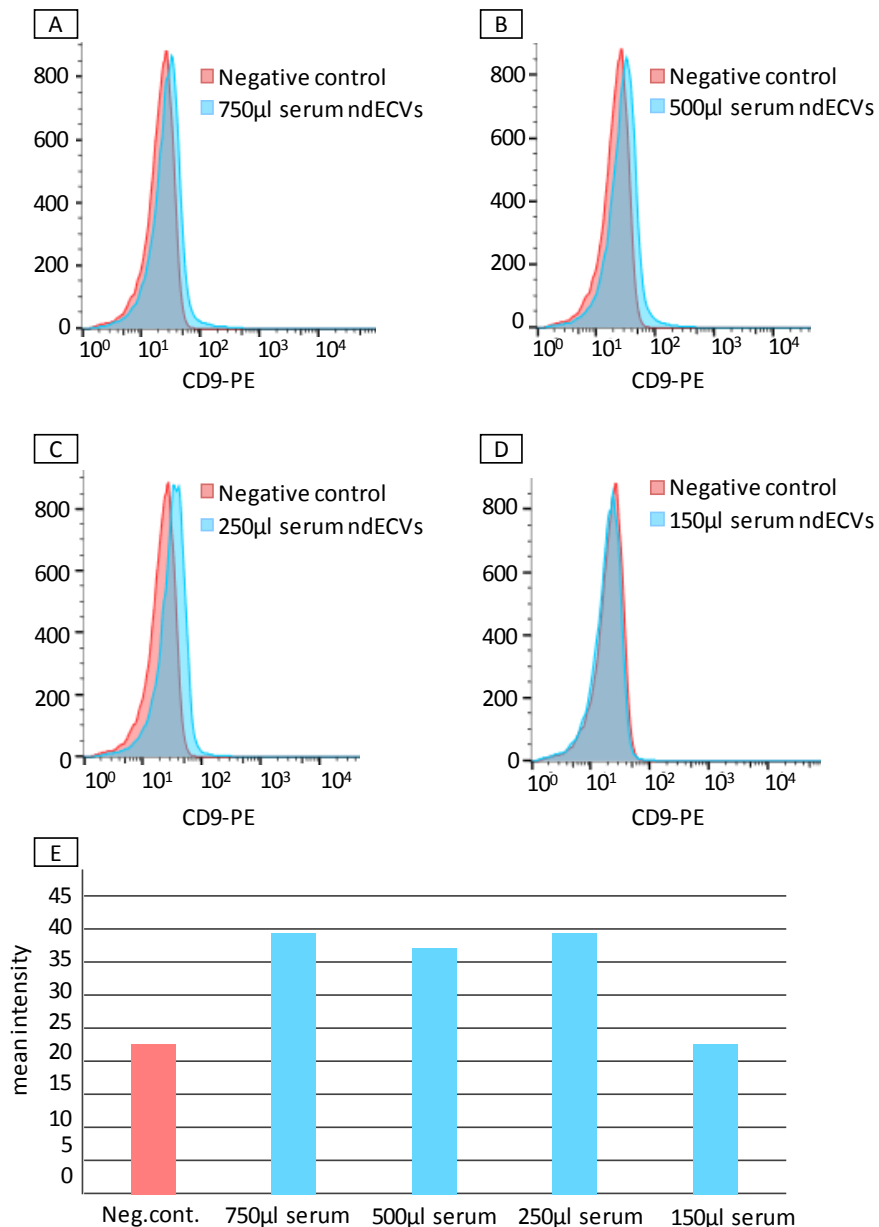 A
800
600
400
200
0
10⁰ 10¹ 10² 10³ 10⁴
CD9-PE
Negative control
750µl serum ndECVs
B
800
600
400
200
0
10⁰ 10¹ 10² 10³ 10⁴
CD9-PE
Negative control
500µl serum ndECVs
C
800
600
400
200
0
10⁰ 10¹ 10² 10³ 10⁴
CD9-PE
Negative control
250µl serum ndECVs
D
800
600
400
200
0
10⁰ 10¹ 10² 10³ 10⁴
CD9-PE
Negative control
150µl serum ndECVs
E
mean intensity
45
40
35
30
25
20
15
10
5
0
Neg.cont. 750µl serum 500µl serum 250µl serum 150µl serum